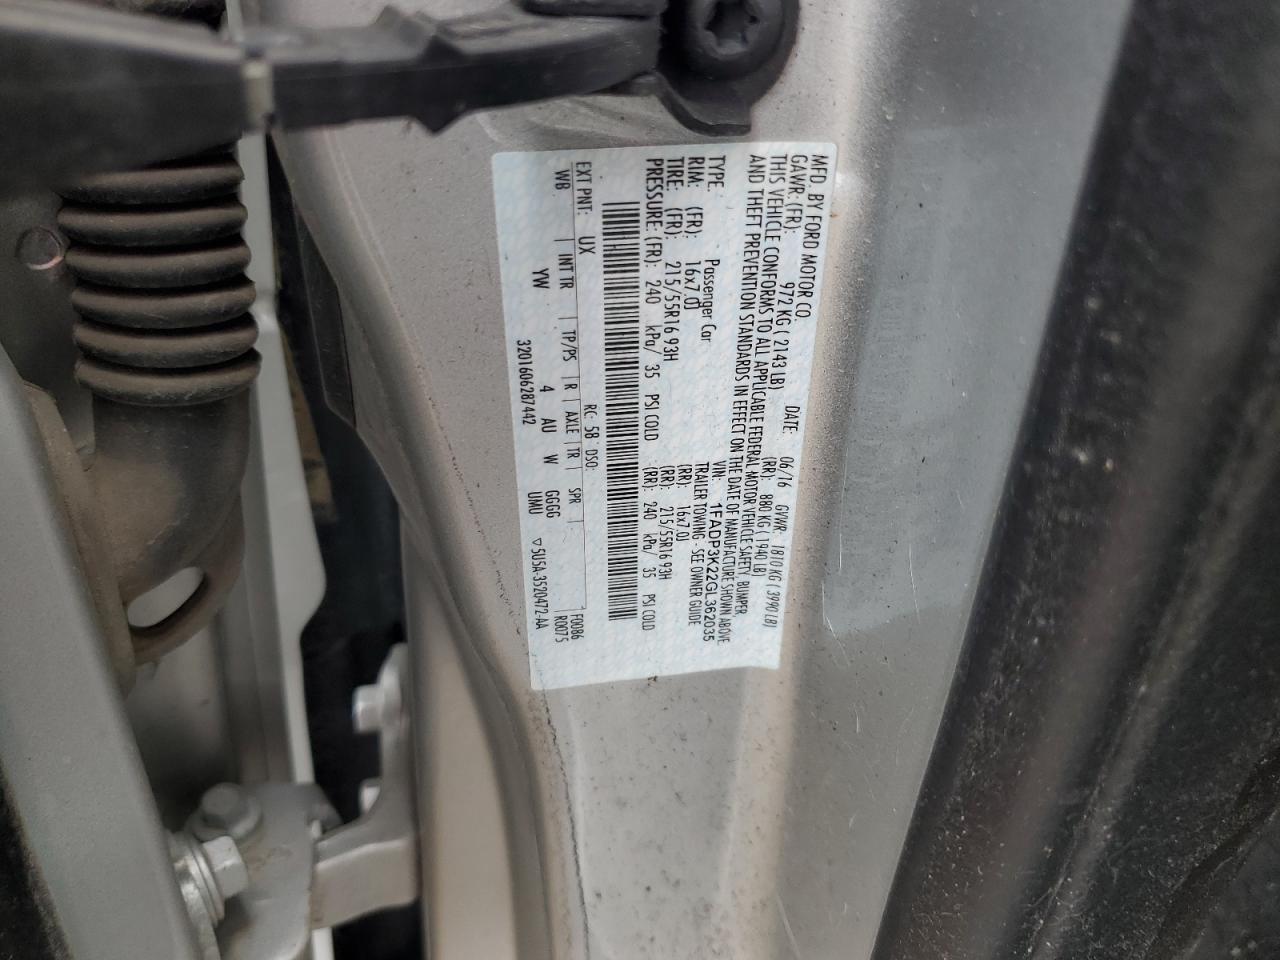 MFD. BY FORD MOTOR CO.
DATE: 06/16 GVWR: 1810 KG ( 3990 LB)
GAWR: (FR): 972 KG ( 2143 LB) (RR): 880 KG ( 1940 LB)
THIS VEHICLE CONFORMS TO ALL APPLICABLE FEDERAL MOTOR VEHICLE SAFETY, BUMPER,
AND THEFT PREVENTION STANDARDS IN EFFECT ON THE DATE OF MANUFACTURE SHOWN ABOVE.
VIN: 1FADP3K22GL362035
TYPE: Passenger Car TRAILER TOWING - SEE OWNER GUIDE
RIM: (FR): 16x7.0J (RR): 16x7.0J
TIRE: (FR): 215/55R16 93H (RR): 215/55R16 93H
PRESSURE: (FR): 240 kPa/ 35 PSI COLD (RR): 240 kPa/ 35 PSI COLD
EXT PNT: UX RC: 58 DSO: F0086
WB INT TR TP/PS R AXLE TR SPR R0075
YW 4 AU W GGGG UMU
3201606287442 ▽5U5A-3520472-AA